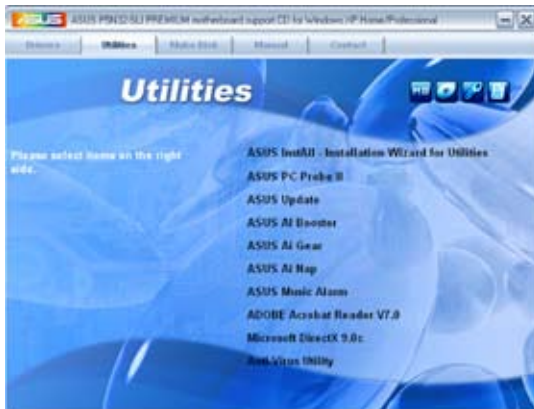 ASUS P5N32-SLI PREMIUM motherboard support CD for Windows XP Home/Professional
Drivers Utilities Make Disk Manual Contact
Utilities
Please select items on the right
side.
ASUS InstAll - Installation Wizard for Utilities
ASUS PC Probe II
ASUS Update
ASUS AI Booster
ASUS Ai Gear
ASUS Ai Nap
ASUS Music Alarm
ADOBE Acrobat Reader V7.0
Microsoft DirectX 9.0c
Anti-Virus Utility